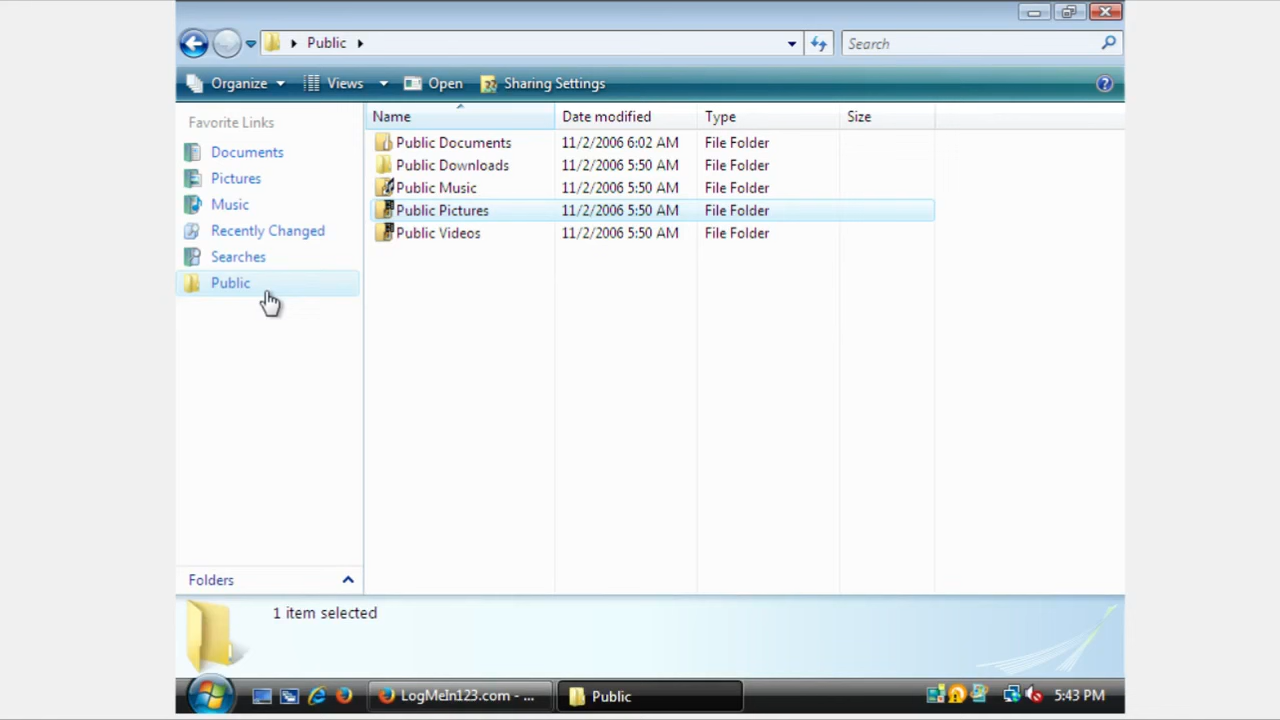 Public
Search
Organize Views Open Sharing Settings
Favorite Links
Documents
Pictures
Music
Recently Changed
Searches
Public
Folders
Name Date modified Type Size
Public Documents 11/2/2006 6:02 AM File Folder
Public Downloads 11/2/2006 5:50 AM File Folder
Public Music 11/2/2006 5:50 AM File Folder
Public Pictures 11/2/2006 5:50 AM File Folder
Public Videos 11/2/2006 5:50 AM File Folder
1 item selected
LogMeIn123.com - ... Public 5:43 PM